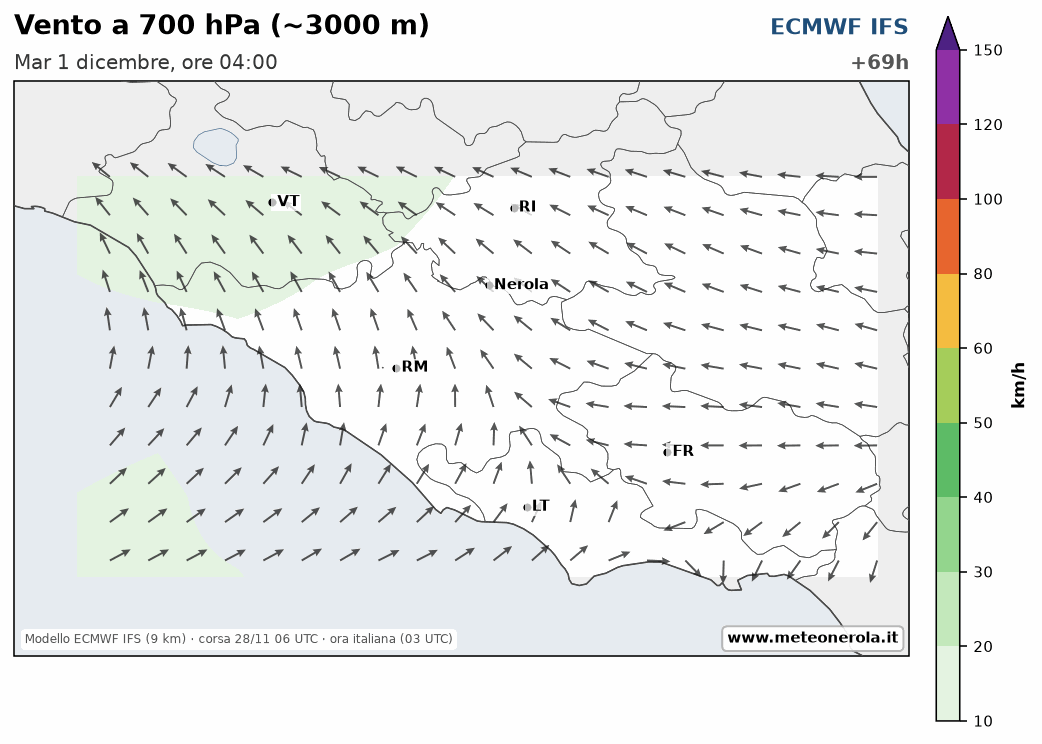 Vento a 700 hPa (~3000 m)
ECMWF IFS
Mar 1 dicembre, ore 04:00
+69h
VT
RI
Nerola
RM
FR
LT
150
120
100
80
60
50
40
30
20
10
km/h
Modello ECMWF IFS (9 km) · corsa 28/11 06 UTC · ora italiana (03 UTC)
www.meteonerola.it